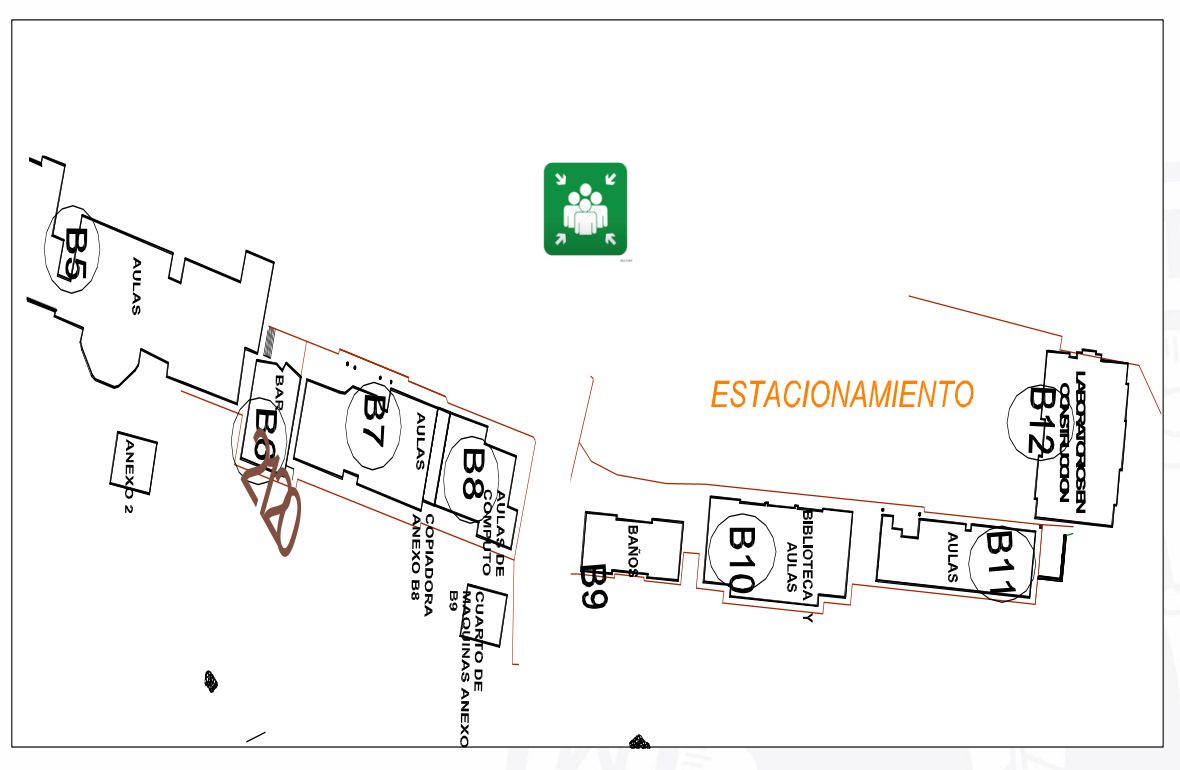 B5
AULAS
ANEXO 2
BAR
B6
B7
AULAS
B8
AULAS DE
COMPUTO
COPIADORA
ANEXO B8
CUARTO DE
MAQUINAS ANEXO
B9
ESTACIONAMIENTO
BAÑOS
B9
B10
BIBLIOTECA Y
AULAS
AULAS
B11
B12
LABORATORIOS EN
CONSTRUCCION